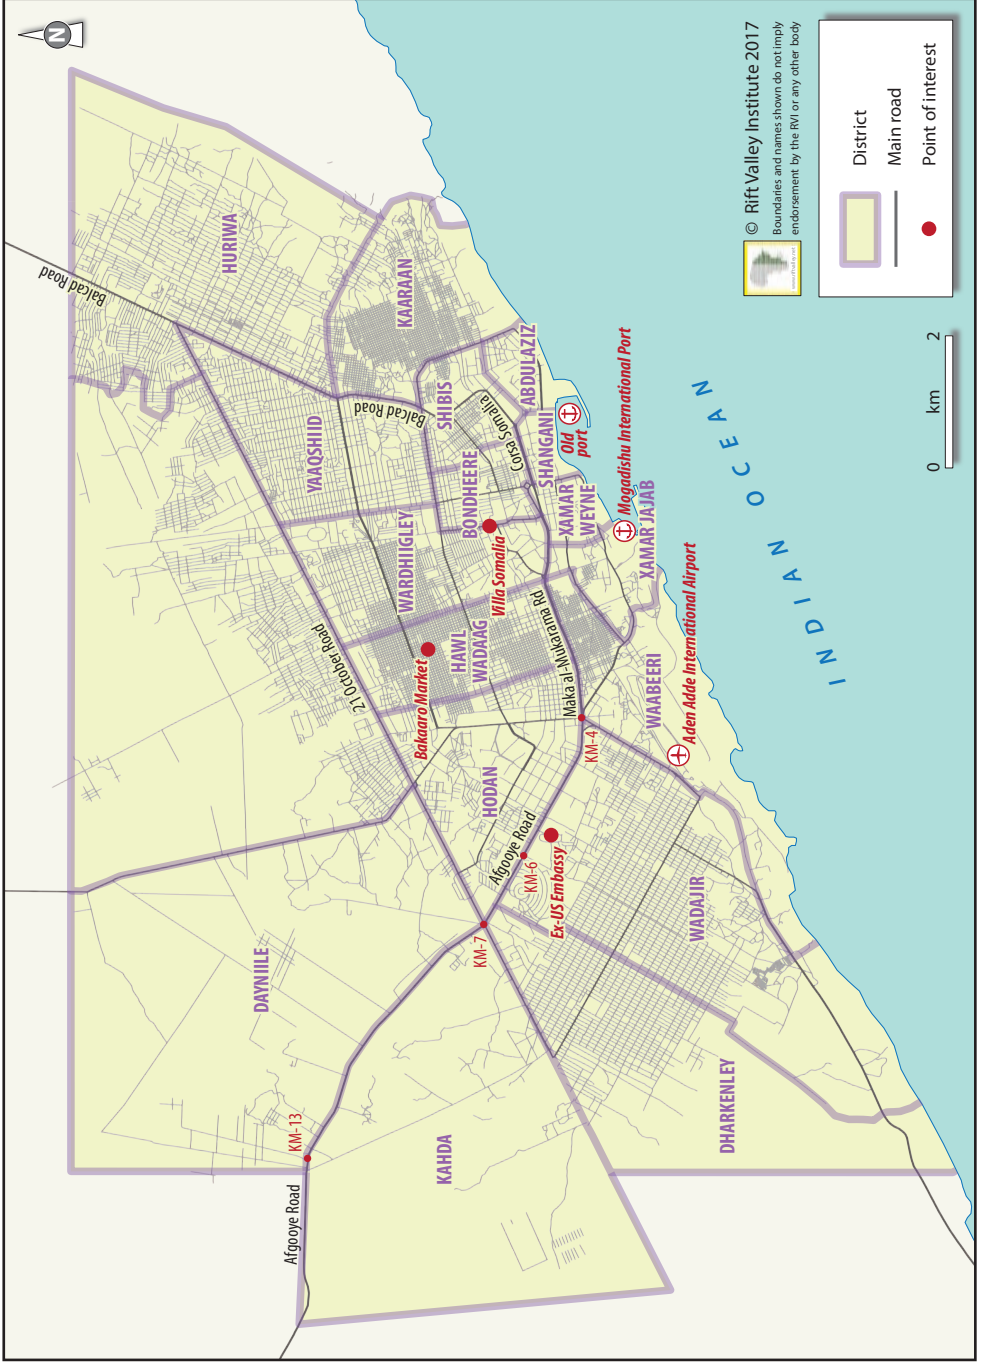 N
Balcad Road
HURIWA
KAARAAN
YAAQSHIID
Balcad Road
SHIBIS
ABDULAZIZ
Corso Somalia
SHANGANI
Old
port
Mogadishu International Port
BONDHEERE
XAMAR
WEYNE
XAMAR JAJAB
WARDHIIGLEY
Villa Somalia
21 October Road
Bakaaro Market
HAWL
WADAAG
Maka al-Mukarama Rd
WAABEERI
Aden Adde International Airport
KM-4
HODAN
Afgooye Road
KM-6
Ex-US Embassy
KM-7
WADAJIR
DAYNIILE
KM-13
Afgooye Road
KAHDA
DHARKENLEY
INDIAN OCEAN
© Rift Valley Institute 2017
Boundaries and names shown do not imply
endorsement by the RVI or any other body
District
Main road
Point of interest
0 km 2